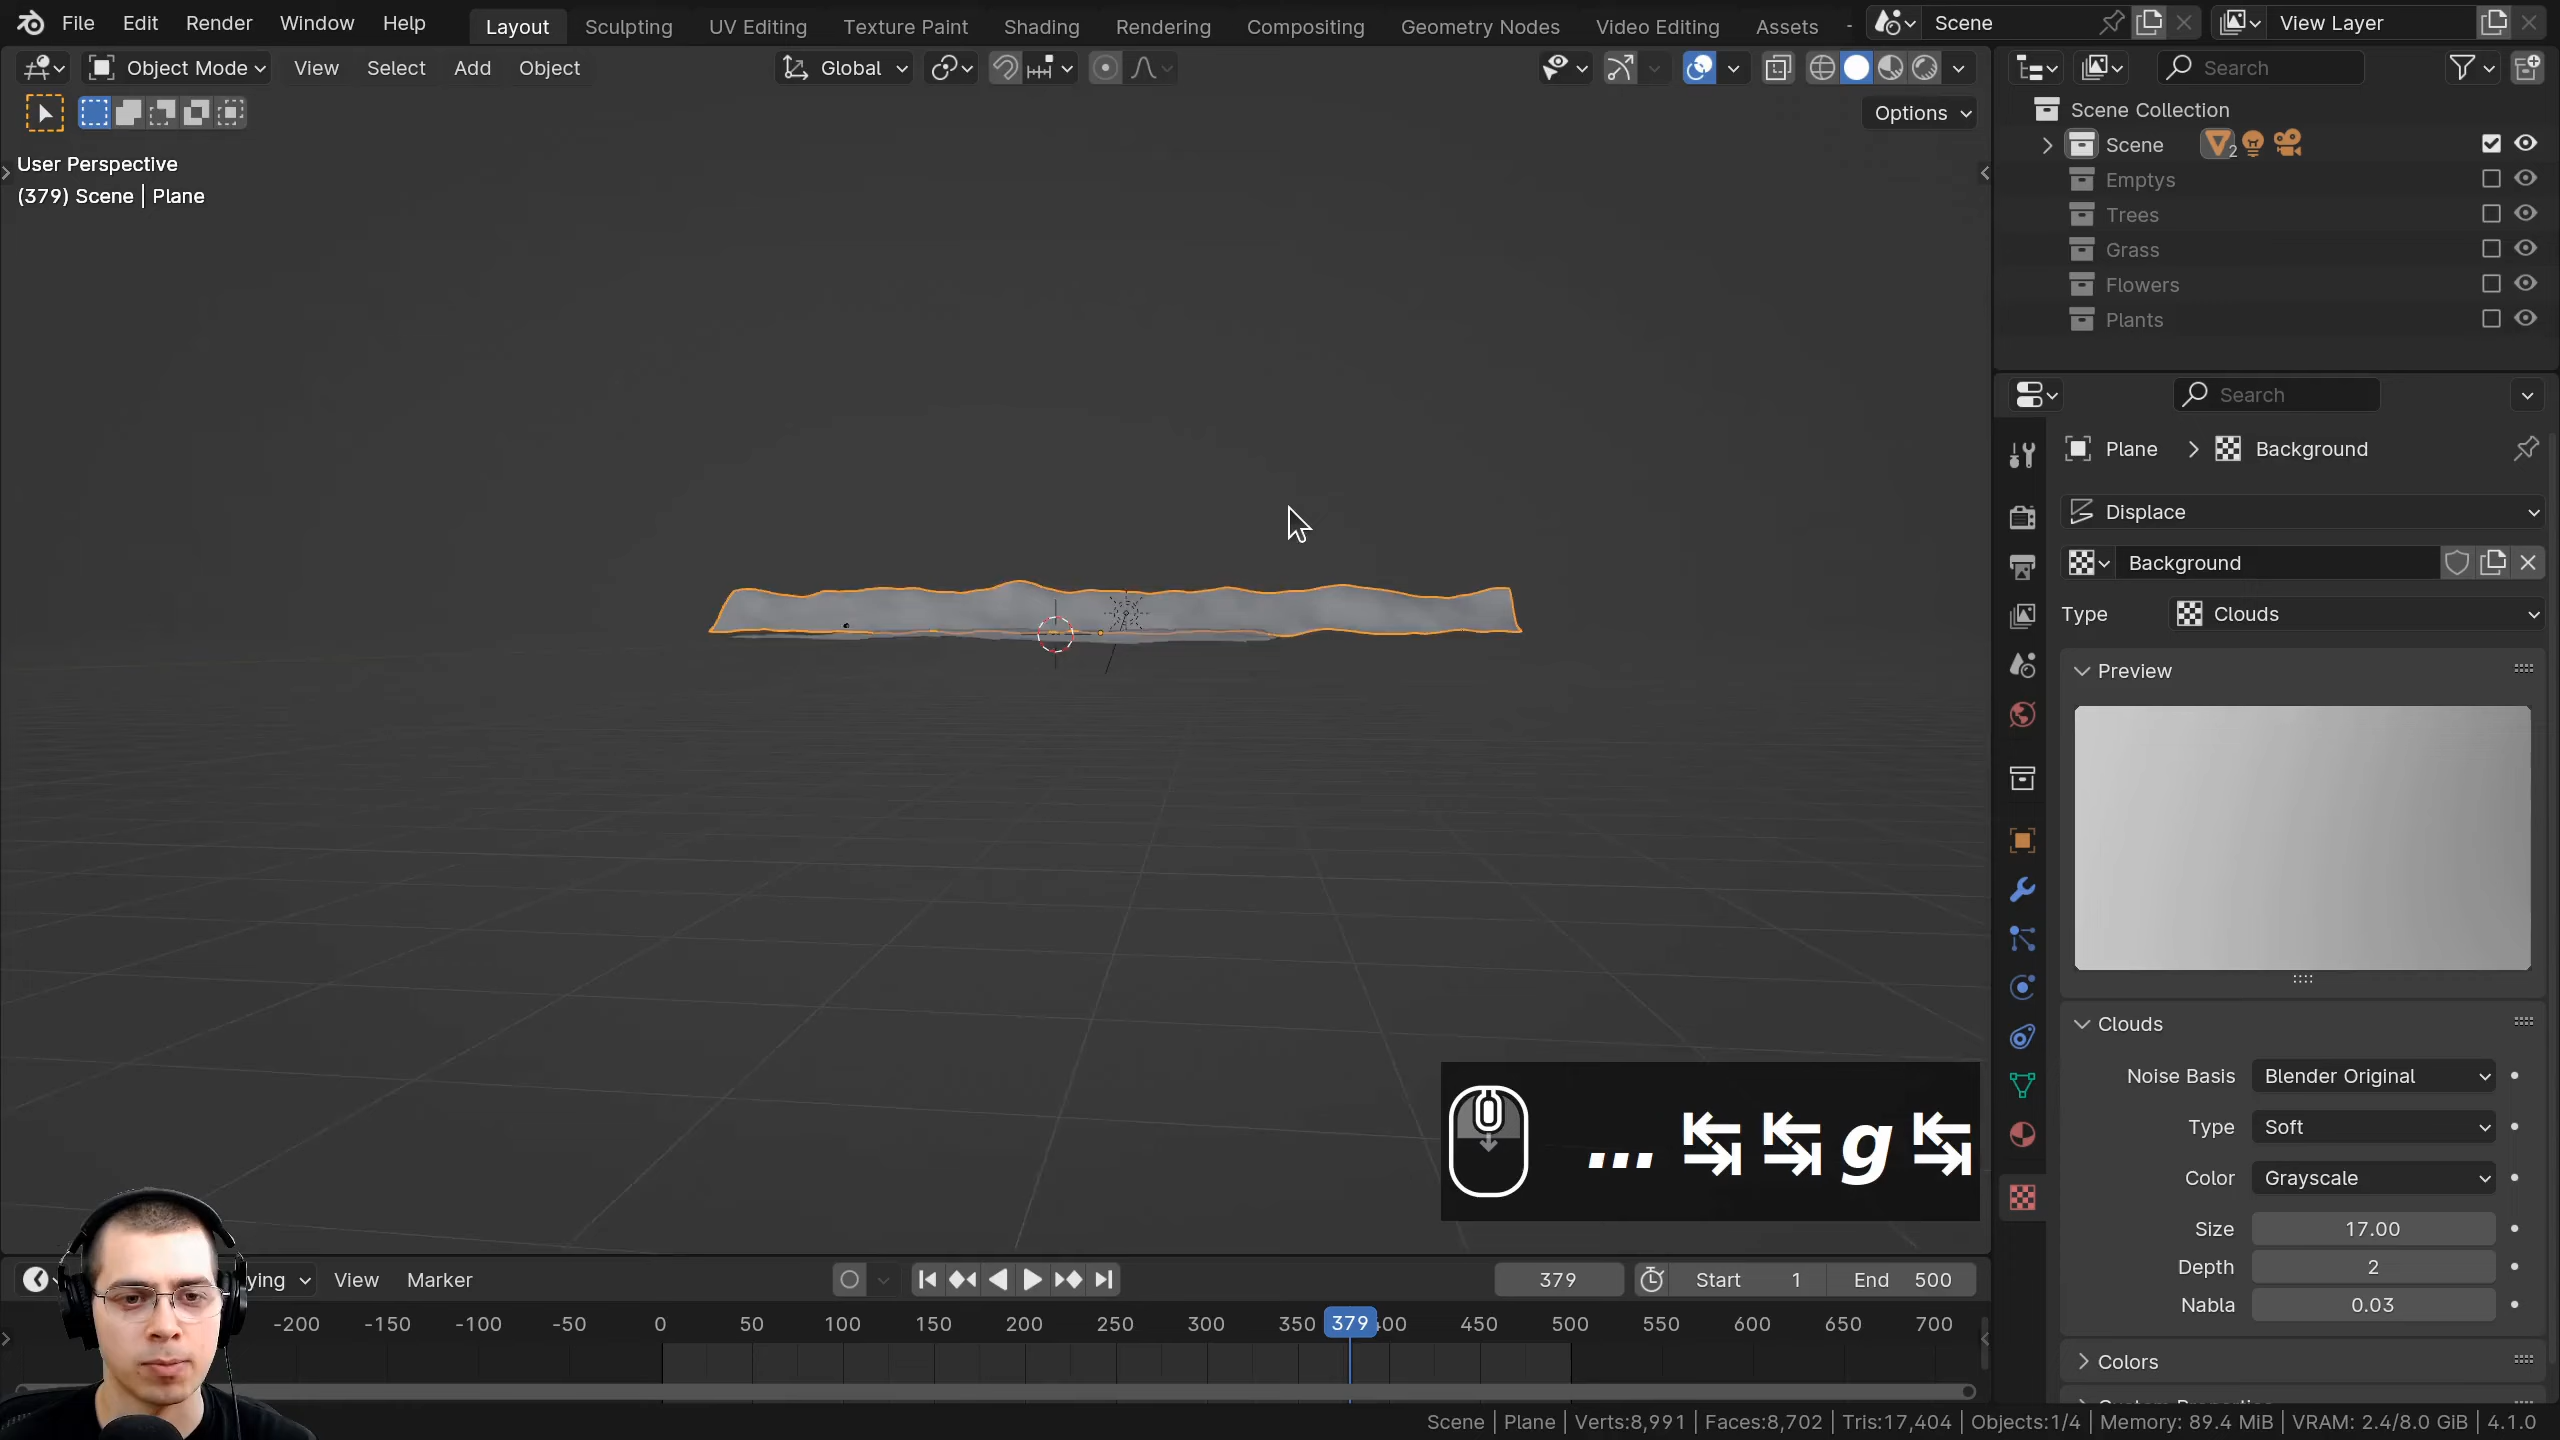 File Edit Render Window Help Layout Sculpting UV Editing Texture Paint Shading Rendering Compositing Geometry Nodes Video Editing Assets Scene View Layer
Object Mode View Select Add Object Global Search
Options
User Perspective
(379) Scene | Plane
Scene Collection
Scene 2
Emptys
Trees
Grass
Flowers
Plants
Search
Plane Background
Displace
Background
Type Clouds
Preview
Clouds
Noise Basis Blender Original
Type Soft
Color Grayscale
Size 17.00
Depth 2
Nabla 0.03
Colors
... g
ying View Marker 379 Start 1 End 500
-200 -150 -100 -50 0 50 100 150 200 250 300 350 379 450 500 550 600 650 700
Scene | Plane | Verts:8,991 | Faces:8,702 | Tris:17,404 | Objects:1/4 | Memory: 89.4 MiB | VRAM: 2.4/8.0 GiB | 4.1.0